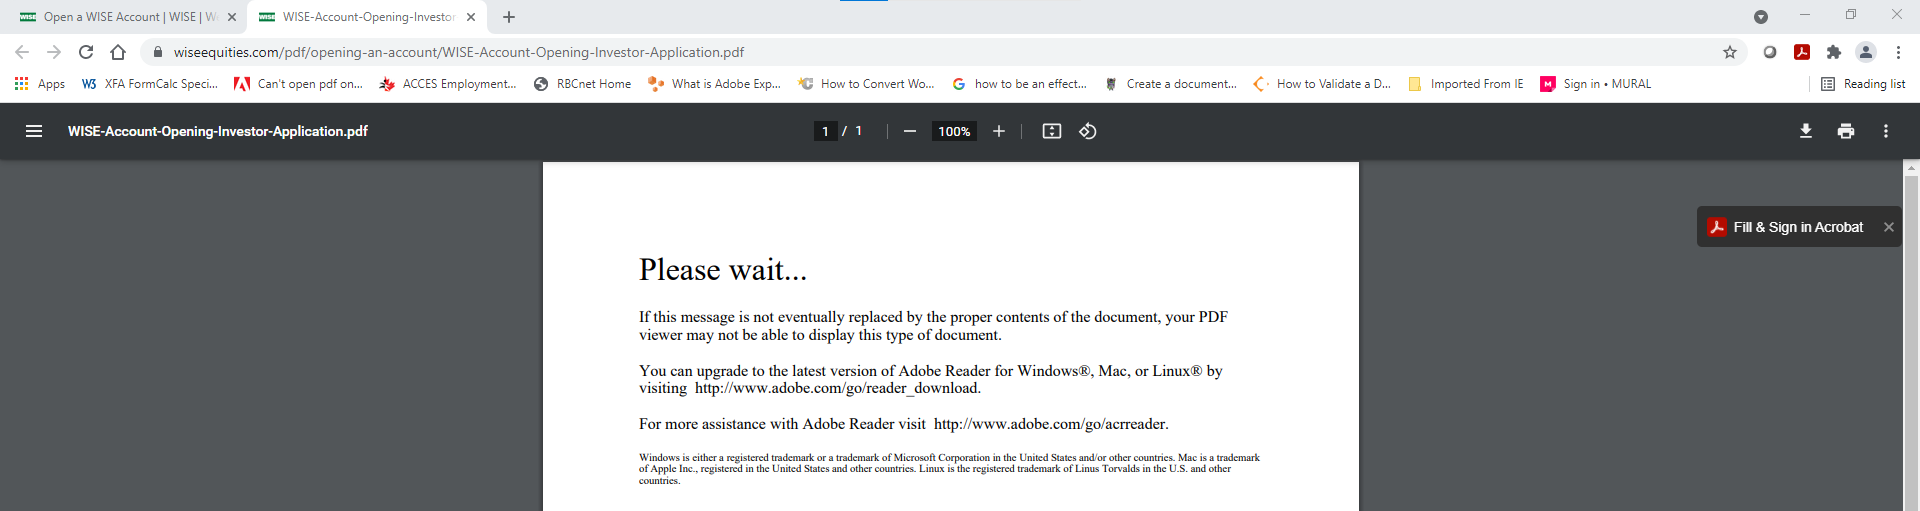 WISE Open a WISE Account | WISE | W
WISE WISE-Account-Opening-Investor
wiseequities.com/pdf/opening-an-account/WISE-Account-Opening-Investor-Application.pdf
Apps W3 XFA FormCalc Speci... Can't open pdf on... ACCES Employment... RBCnet Home What is Adobe Exp... How to Convert Wo... G how to be an effect... Create a document... How to Validate a D... Imported From IE M Sign in • MURAL Reading list
WISE-Account-Opening-Investor-Application.pdf 1 / 1 100%
Fill & Sign in Acrobat
Please wait...
If this message is not eventually replaced by the proper contents of the document, your PDF
viewer may not be able to display this type of document.
You can upgrade to the latest version of Adobe Reader for Windows®, Mac, or Linux® by
visiting http://www.adobe.com/go/reader_download.
For more assistance with Adobe Reader visit http://www.adobe.com/go/acrreader.
Windows is either a registered trademark or a trademark of Microsoft Corporation in the United States and/or other countries. Mac is a trademark
of Apple Inc., registered in the United States and other countries. Linux is the registered trademark of Linus Torvalds in the U.S. and other
countries.